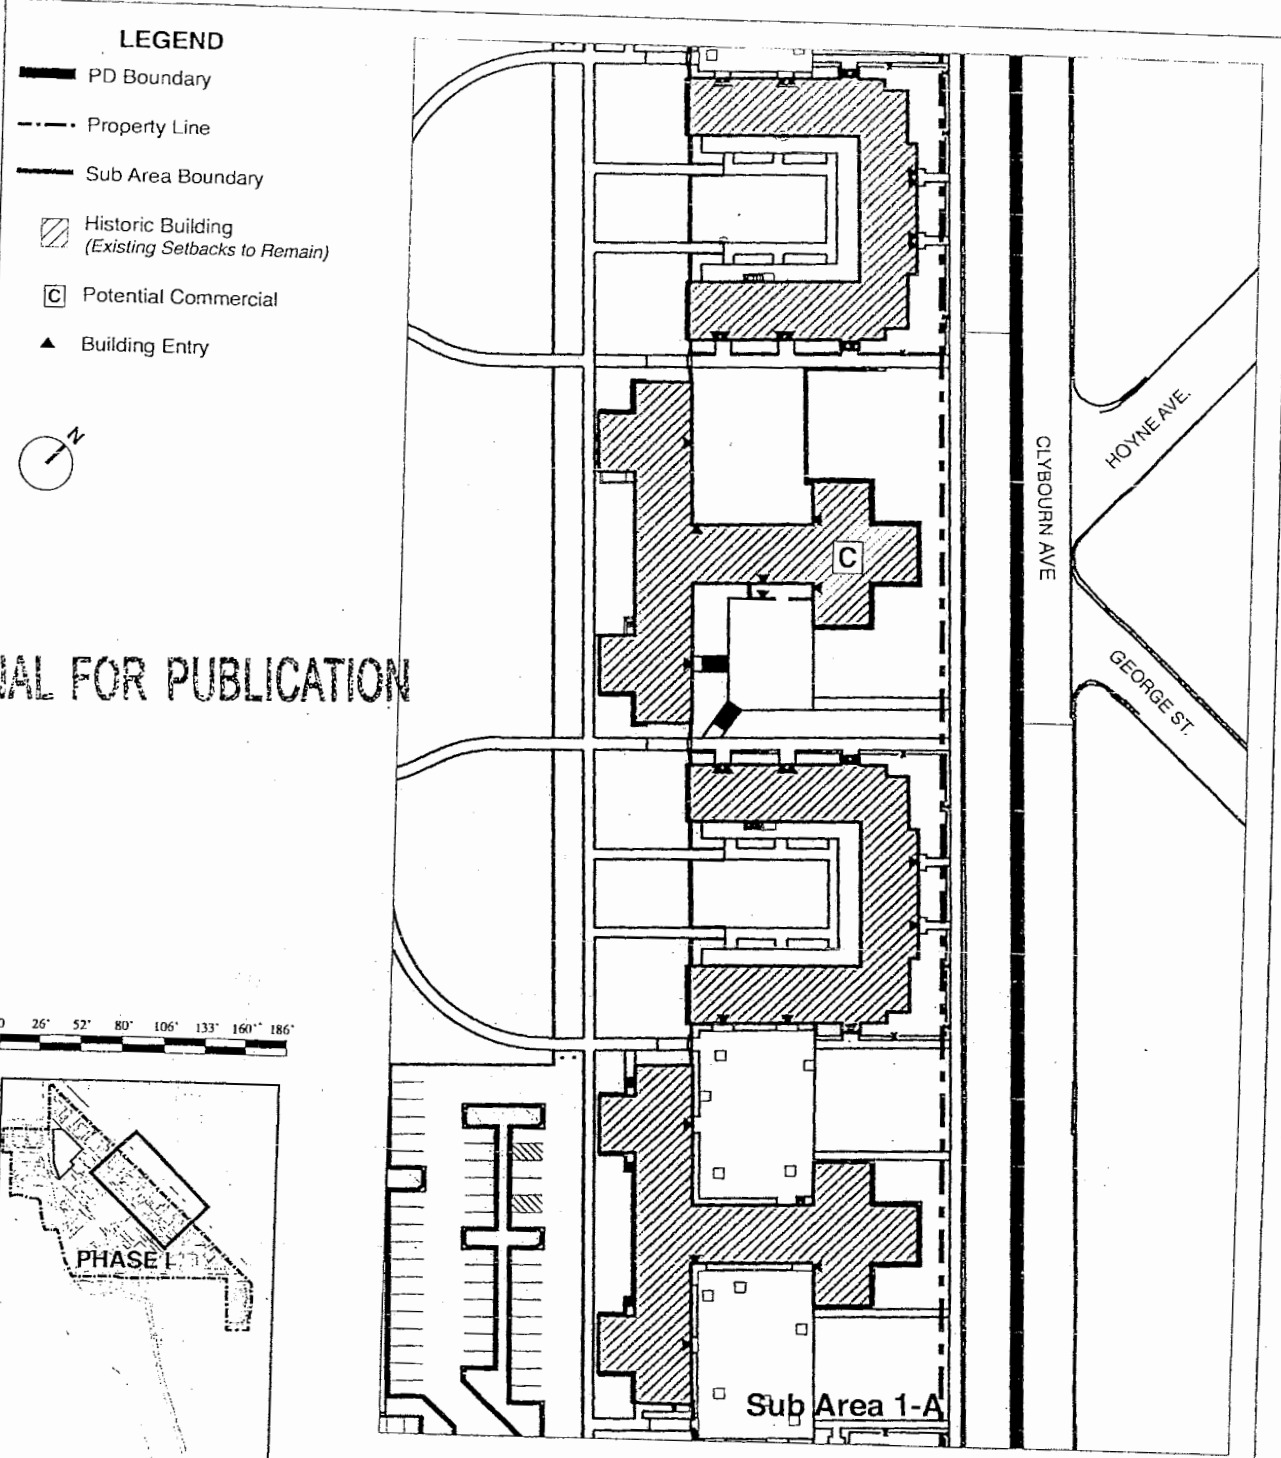 LEGEND
PD Boundary
Property Line
Sub Area Boundary
Historic Building
(Existing Setbacks to Remain)
C Potential Commercial
Building Entry
N
HOYNE AVE.
CLYBOURN AVE
C
GEORGE ST.
NAL FOR PUBLICATION
0 26' 52' 80' 106' 133' 160' 186'
PHASE I
Sub Area 1-A